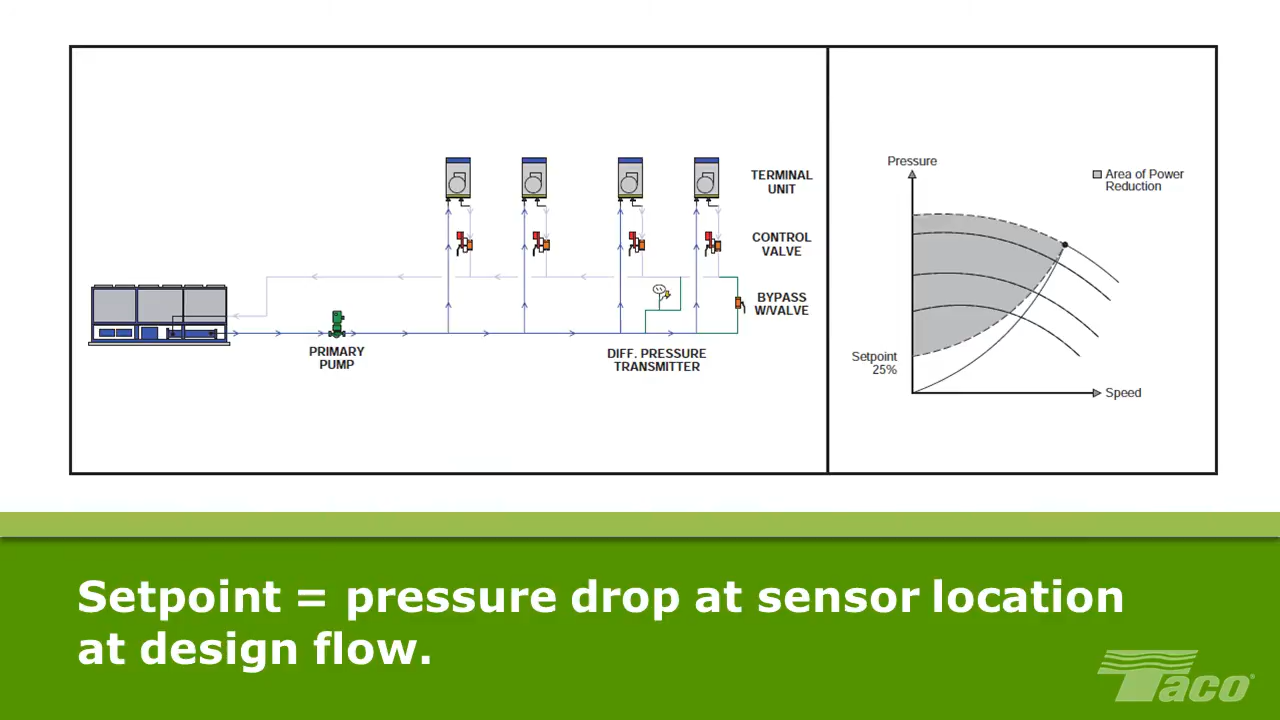 TERMINAL
UNIT
CONTROL
VALVE
BYPASS
W/VALVE
PRIMARY
PUMP
DIFF. PRESSURE
TRANSMITTER
Pressure
Area of Power
Reduction
Setpoint
25%
Speed
Setpoint = pressure drop at sensor location
at design flow.
Taco®